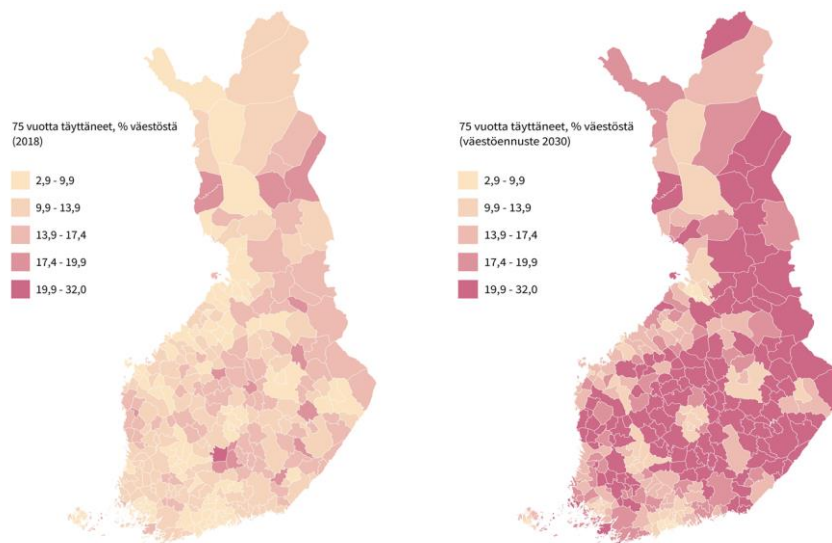 75 vuotta täyttäneet, % väestöstä
(2018)
2,9 - 9,9
9,9 - 13,9
13,9 - 17,4
17,4 - 19,9
19,9 - 32,0
75 vuotta täyttäneet, % väestöstä
(väestöennuste 2030)
2,9 - 9,9
9,9 - 13,9
13,9 - 17,4
17,4 - 19,9
19,9 - 32,0